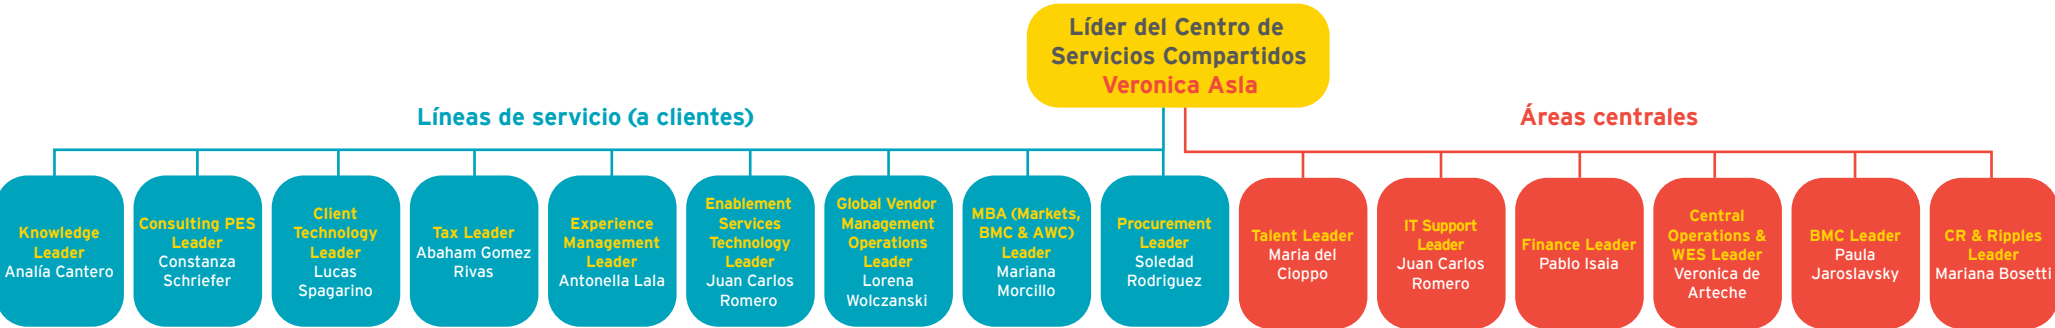 Líder del Centro de
Servicios Compartidos
Veronica Asla
Líneas de servicio (a clientes)
Áreas centrales
Knowledge
Leader
Analía Cantero
Consulting PES
Leader
Constanza
Schriefer
Client
Technology
Leader
Lucas
Spagarino
Tax Leader
Abaham Gomez
Rivas
Experience
Management
Leader
Antonella Lala
Enablement
Services
Technology
Leader
Juan Carlos
Romero
Global Vendor
Management
Operations
Leader
Lorena
Wolczanski
MBA (Markets,
BMC & AWC)
Leader
Mariana
Morcillo
Procurement
Leader
Soledad
Rodriguez
Talent Leader
Maria del
Cioppo
IT Support
Leader
Juan Carlos
Romero
Finance Leader
Pablo Isaia
Central
Operations &
WES Leader
Veronica de
Arteche
BMC Leader
Paula
Jaroslavsky
CR & Ripples
Leader
Mariana Bosetti